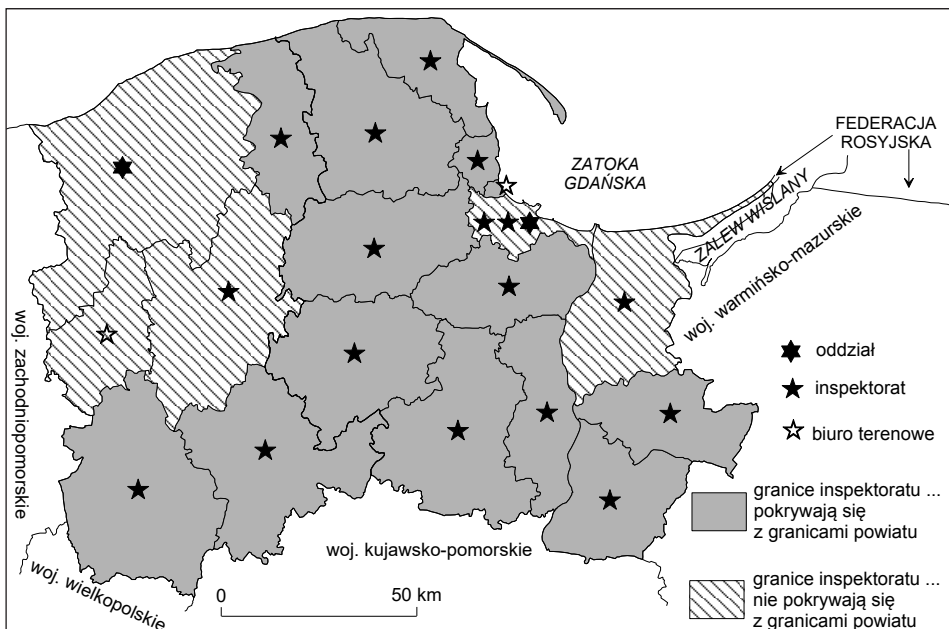 FEDERACJA
ROSYJSKA
ZATOKA
GDAŃSKA
ZALEW WIŚLANY
woj. warmińsko-mazurskie
woj. zachodniopomorskie
oddział
inspektorat
biuro terenowe
granice inspektoratu ...
pokrywają się
z granicami powiatu
woj. kujawsko-pomorskie
woj. wielkopolskie
0
50 km
granice inspektoratu ...
nie pokrywają się
z granicami powiatu